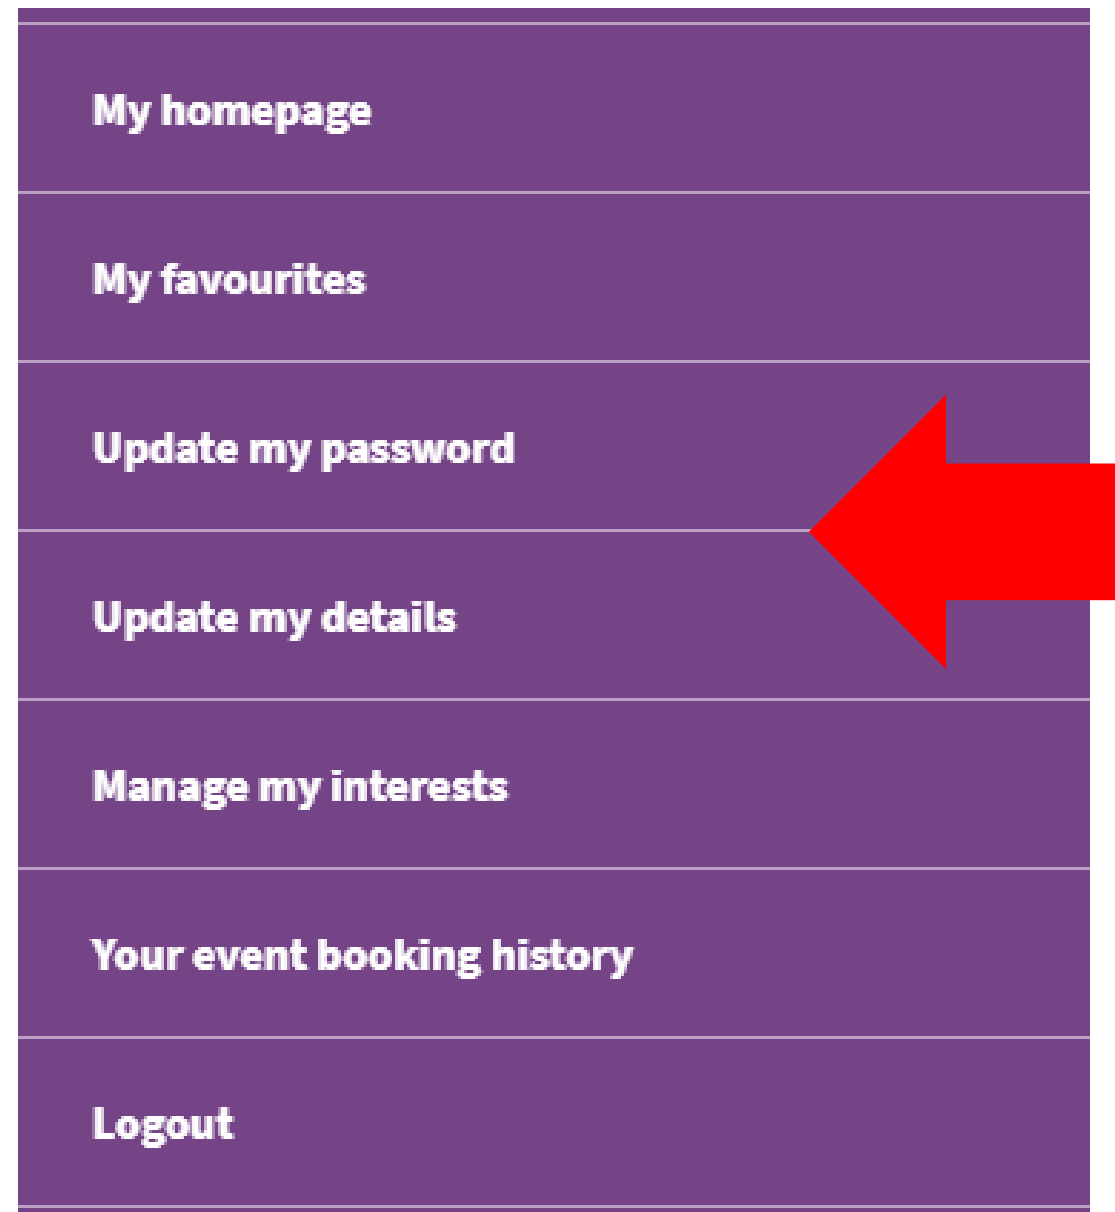 My homepage
My favourites
Update my password
Update my details
Manage my interests
Your event booking history
Logout